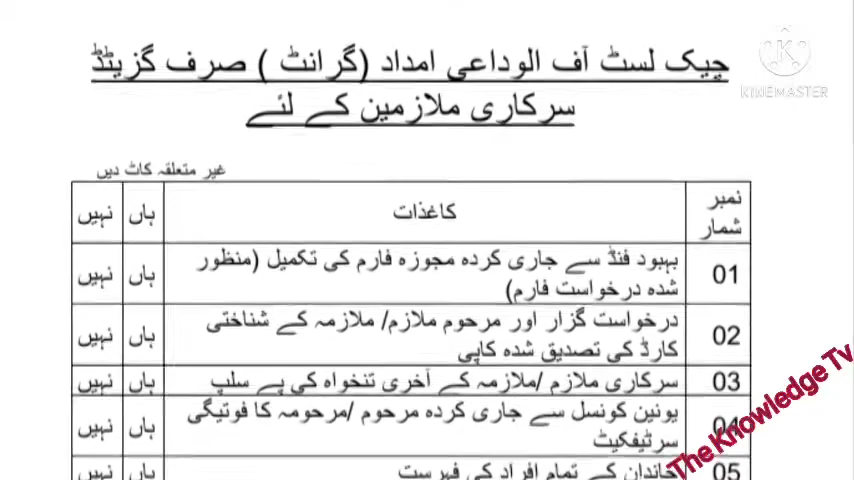 چیک لسٹ آف الوداعی امداد (گرانٹ ) صرف گزیٹڈ
سرکاری ملازمین کے لئے
KINEMASTER
غیر متعلقہ کاٹ دیں
نمبر شمار کاغذات ہاں نہیں
01 بہبود فنڈ سے جاری کردہ مجوزہ فارم کی تکمیل (منظور ہاں نہیں
شدہ درخواست فارم)
02 درخواست گزار اور مرحوم ملازم/ ملازمہ کے شناختی ہاں نہیں
کارڈ کی تصدیق شدہ کاپی
03 سرکاری ملازم /ملازمہ کے آخری تنخواہ کی پے سلپ ہاں نہیں
04 یونین کونسل سے جاری کردہ مرحوم /مرحومہ کا فوتیگی ہاں نہیں
سرٹیفکیٹ
05 خاندان کے تمام افراد کی فہرست ہاں نہیں
The Knowledge Tv